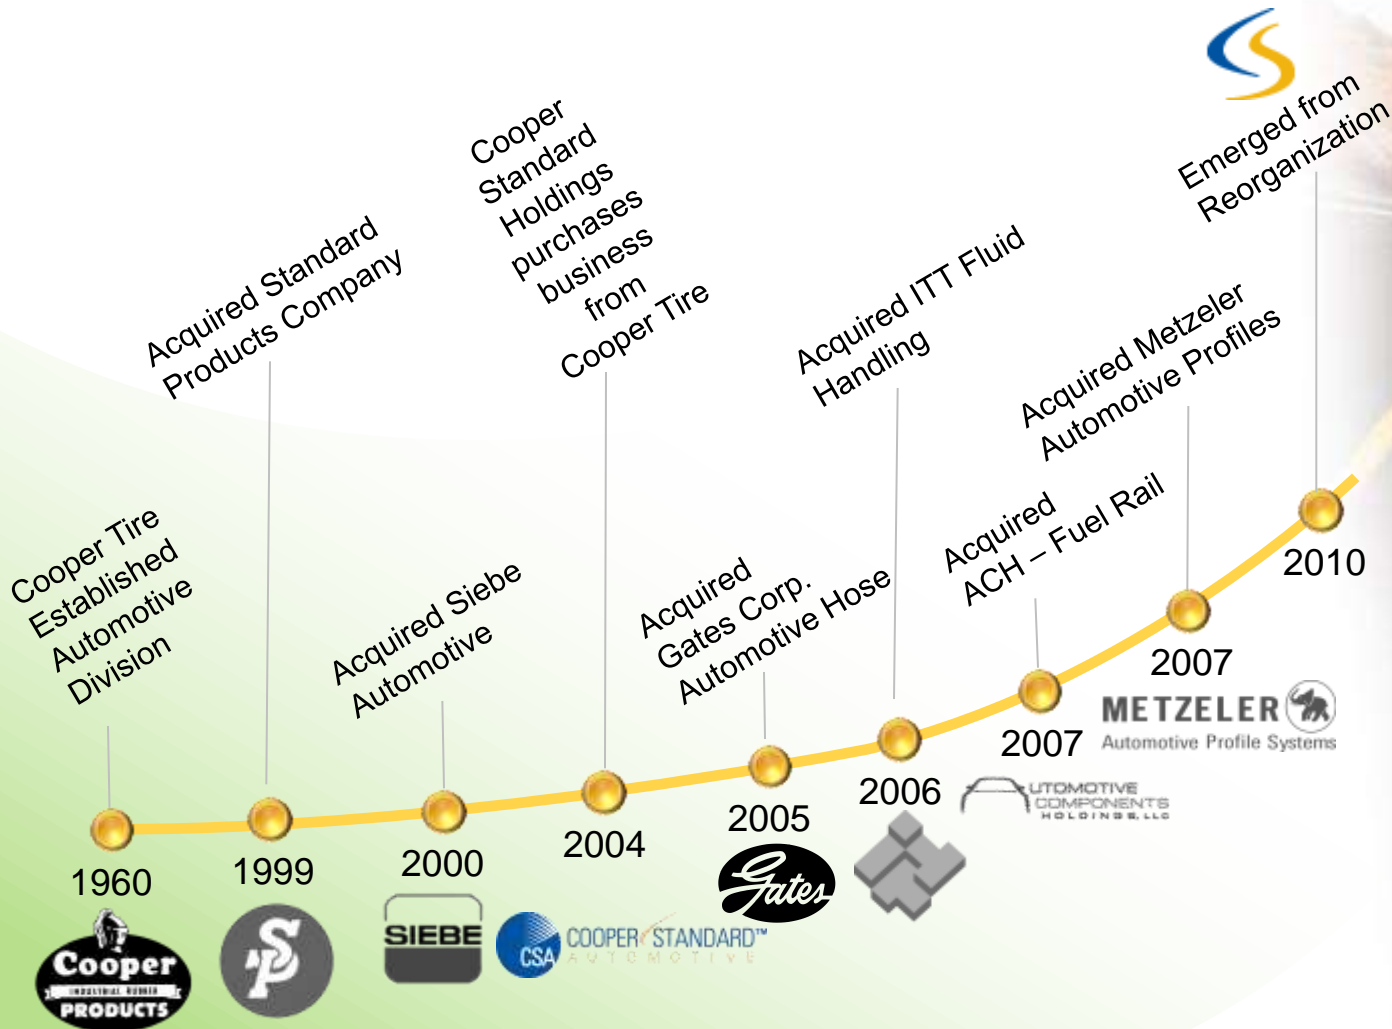 Cooper Tire
Established
Automotive
Division
1960
Cooper
INDUSTRIAL RUBBER
PRODUCTS
Acquired Standard
Products Company
1999
SP
Acquired Siebe
Automotive
2000
SIEBE
Cooper
Standard
Holdings
purchases
business
from
Cooper Tire
2004
CSA
COOPER STANDARD™
AUTOMOTIVE
Acquired
Gates Corp.
Automotive Hose
2005
Gates
Acquired ITT Fluid
Handling
2006
Acquired
ACH – Fuel Rail
2007
UTOMOTIVE
COMPONENTS
HOLDINGS, LLC
Acquired Metzeler
Automotive Profiles
2007
METZELER
Automotive Profile Systems
Emerged from
Reorganization
2010